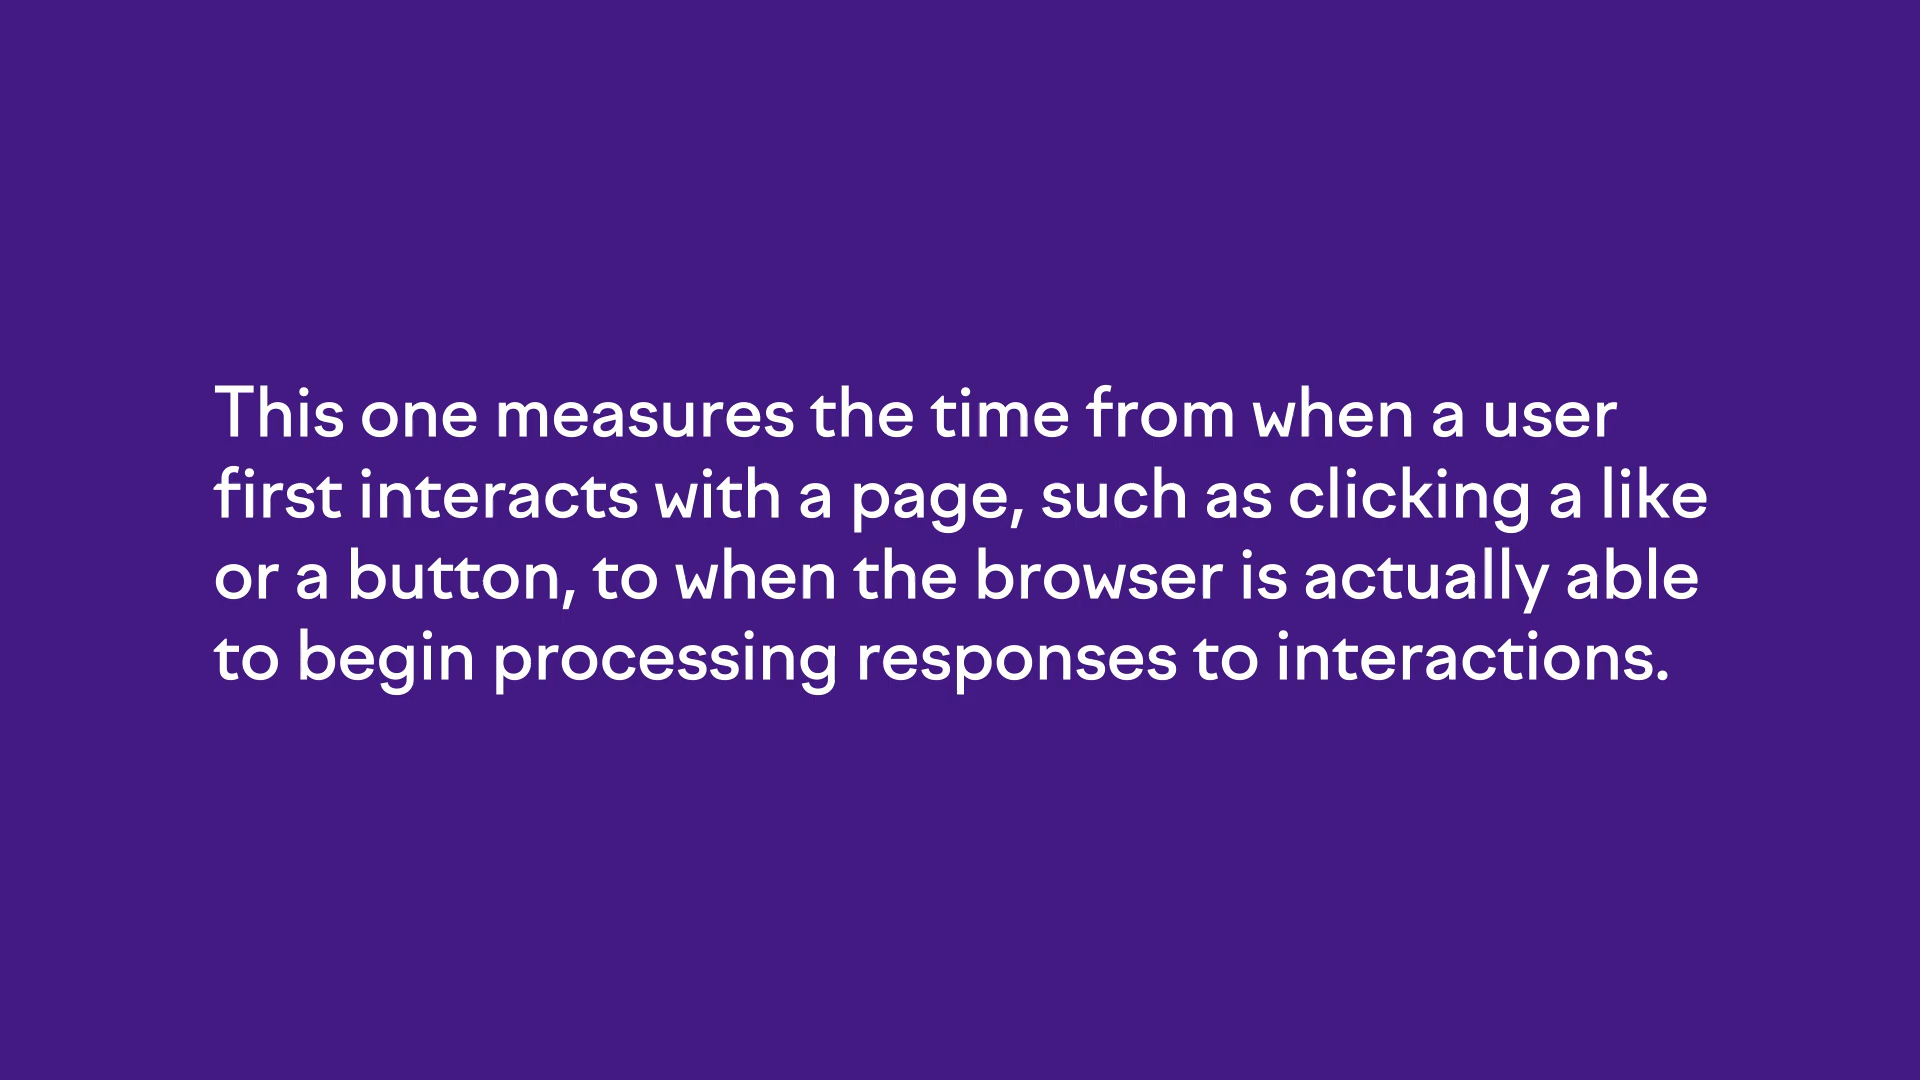 This one measures the time from when a user
first interacts with a page, such as clicking a like
or a button, to when the browser is actually able
to begin processing responses to interactions.